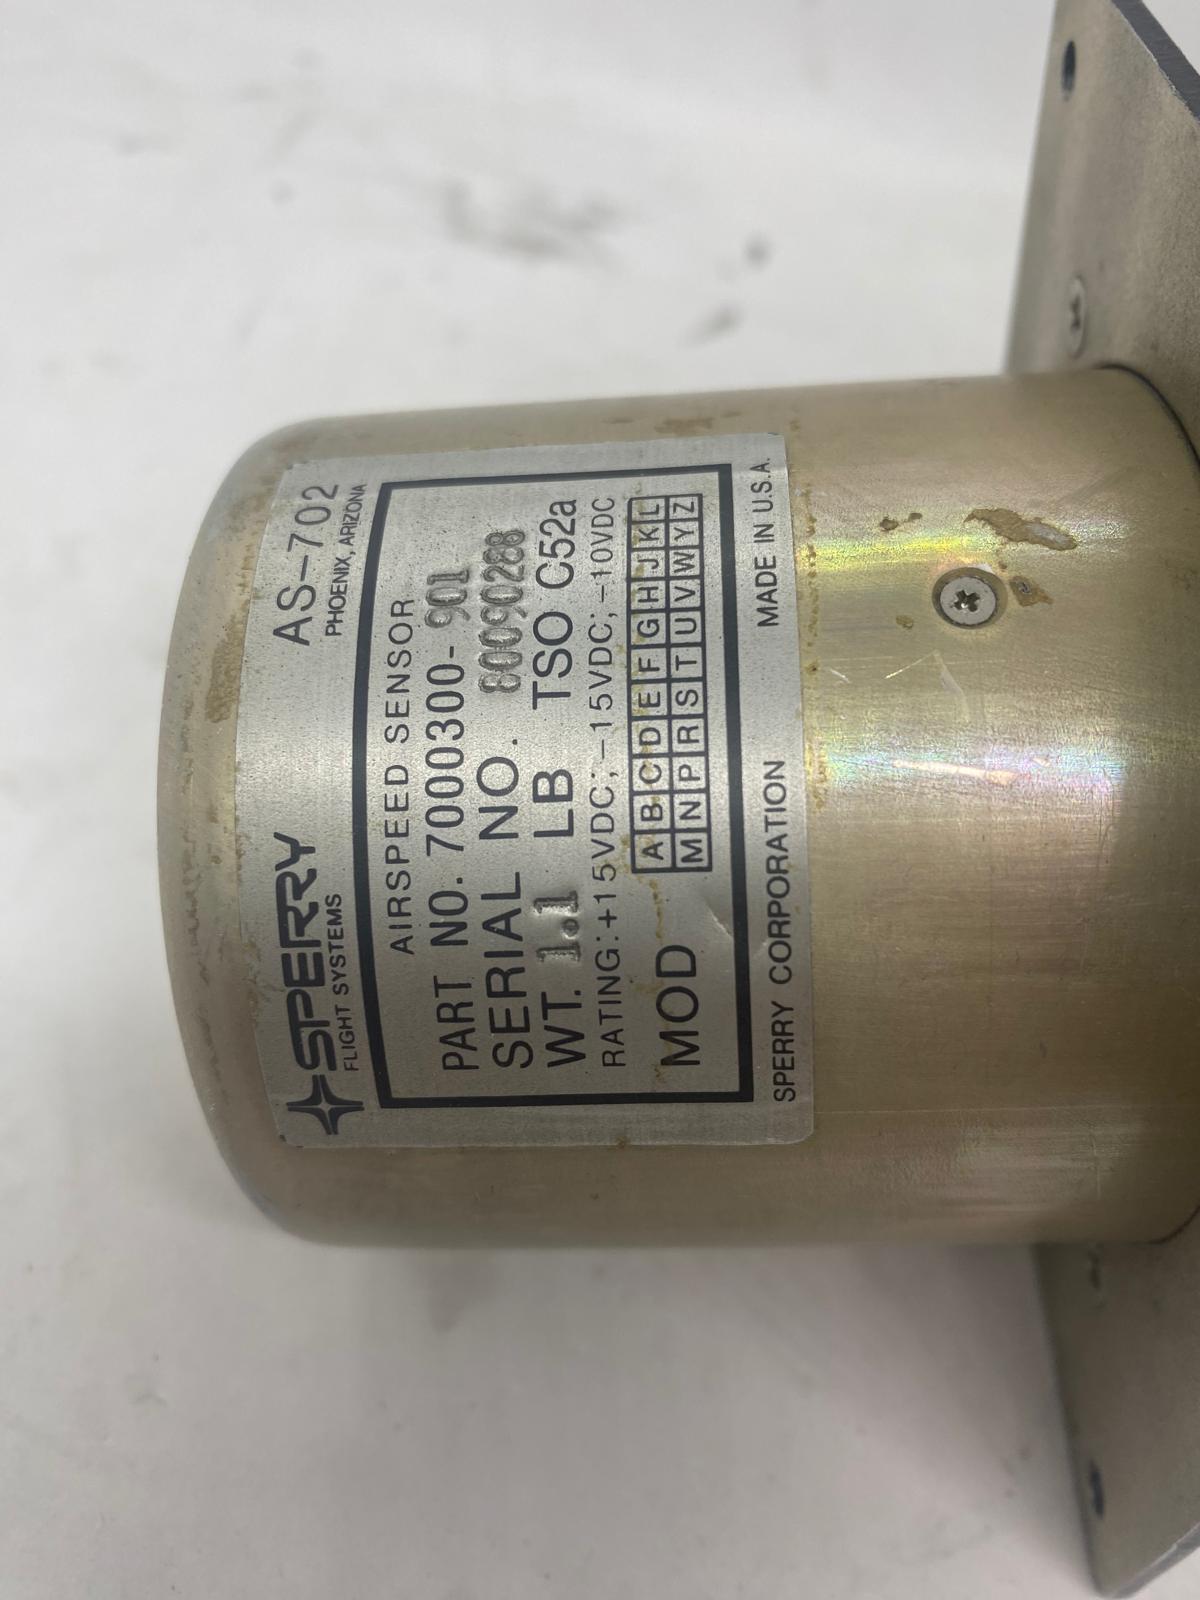 SPERRY AS-702
FLIGHT SYSTEMS PHOENIX, ARIZONA
AIRSPEED SENSOR
PART NO. 7000300-901
SERIAL NO. 80090288
WT. 1.1 LB TSO C52a
RATING:+15VDC;-15VDC;-10VDC
MOD A B C D E F G H J K L
M N P R S T U V W Y Z
SPERRY CORPORATION MADE IN U.S.A.